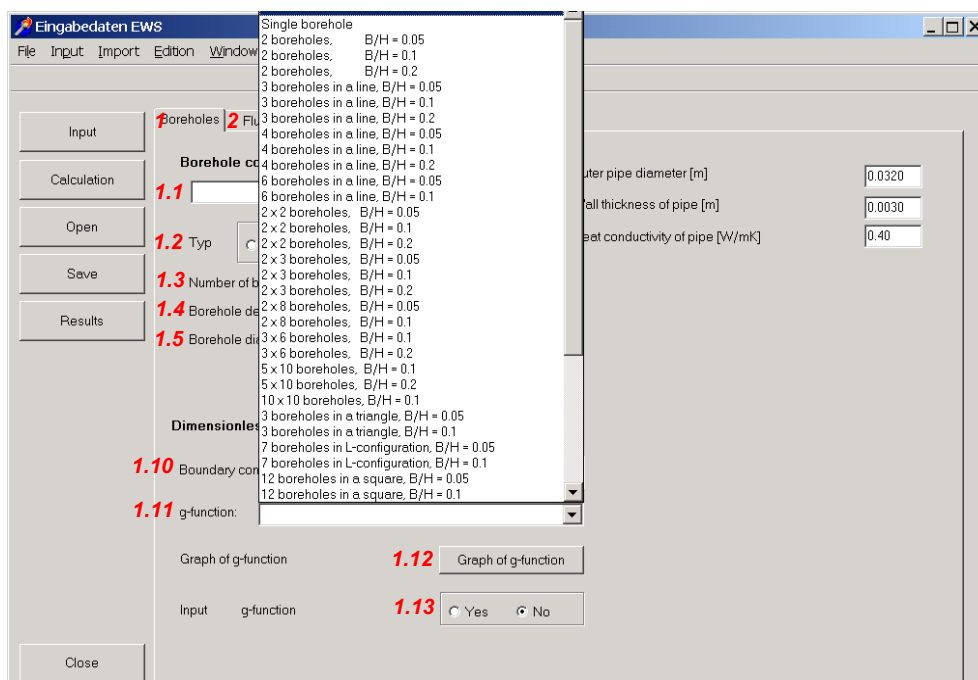 Eingabedaten EWS
File Input Import Edition Window
Input
Calculation
Open
Save
Results
Close
1 Boreholes 2 Flu
Borehole co
1.1
1.2 Typ
1.3 Number of b
1.4 Borehole de
1.5 Borehole dia
Single borehole
2 boreholes, B/H = 0.05
2 boreholes, B/H = 0.1
2 boreholes, B/H = 0.2
3 boreholes in a line, B/H = 0.05
3 boreholes in a line, B/H = 0.1
3 boreholes in a line, B/H = 0.2
4 boreholes in a line, B/H = 0.05
4 boreholes in a line, B/H = 0.1
4 boreholes in a line, B/H = 0.2
6 boreholes in a line, B/H = 0.05
6 boreholes in a line, B/H = 0.1
2 x 2 boreholes, B/H = 0.05
2 x 2 boreholes, B/H = 0.1
2 x 2 boreholes, B/H = 0.2
2 x 3 boreholes, B/H = 0.05
2 x 3 boreholes, B/H = 0.1
2 x 3 boreholes, B/H = 0.2
2 x 8 boreholes, B/H = 0.05
2 x 8 boreholes, B/H = 0.1
3 x 6 boreholes, B/H = 0.1
3 x 6 boreholes, B/H = 0.2
5 x 10 boreholes, B/H = 0.1
5 x 10 boreholes, B/H = 0.2
10 x 10 boreholes, B/H = 0.1
3 boreholes in a triangle, B/H = 0.05
3 boreholes in a triangle, B/H = 0.1
7 boreholes in L-configuration, B/H = 0.05
7 boreholes in L-configuration, B/H = 0.1
12 boreholes in a square, B/H = 0.05
12 boreholes in a square, B/H = 0.1
uter pipe diameter [m] 0.0320
all thickness of pipe [m] 0.0030
eat conductivity of pipe [W/mK] 0.40
Dimensionles
1.10 Boundary con
1.11 g-function:
Graph of g-function 1.12 Graph of g-function
Input g-function 1.13 Yes No